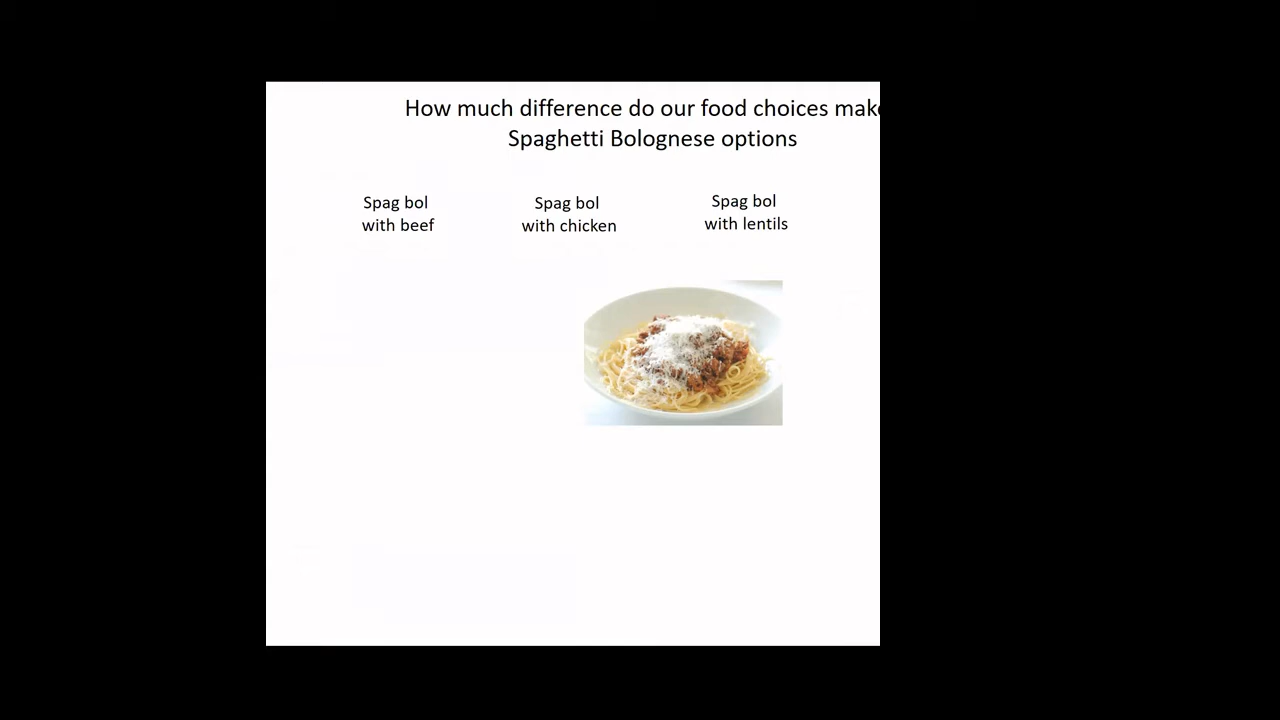 How much difference do our food choices make
Spaghetti Bolognese options
Spag bol
with beef
Spag bol
with chicken
Spag bol
with lentils